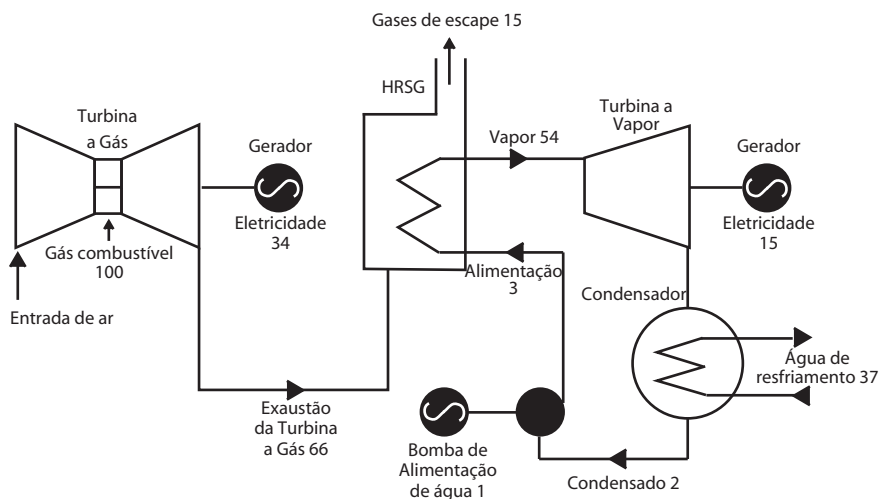 Gases de escape 15
HRSG
Turbina
a Gás
Gerador
Eletricidade
34
Gás combustível
100
Entrada de ar
Exaustão
da Turbina
a Gás 66
Vapor 54
Turbina a
Vapor
Gerador
Eletricidade
15
Alimentação
3
Condensador
Água de
resfriamento 37
Bomba de
Alimentação
de água 1
Condensado 2